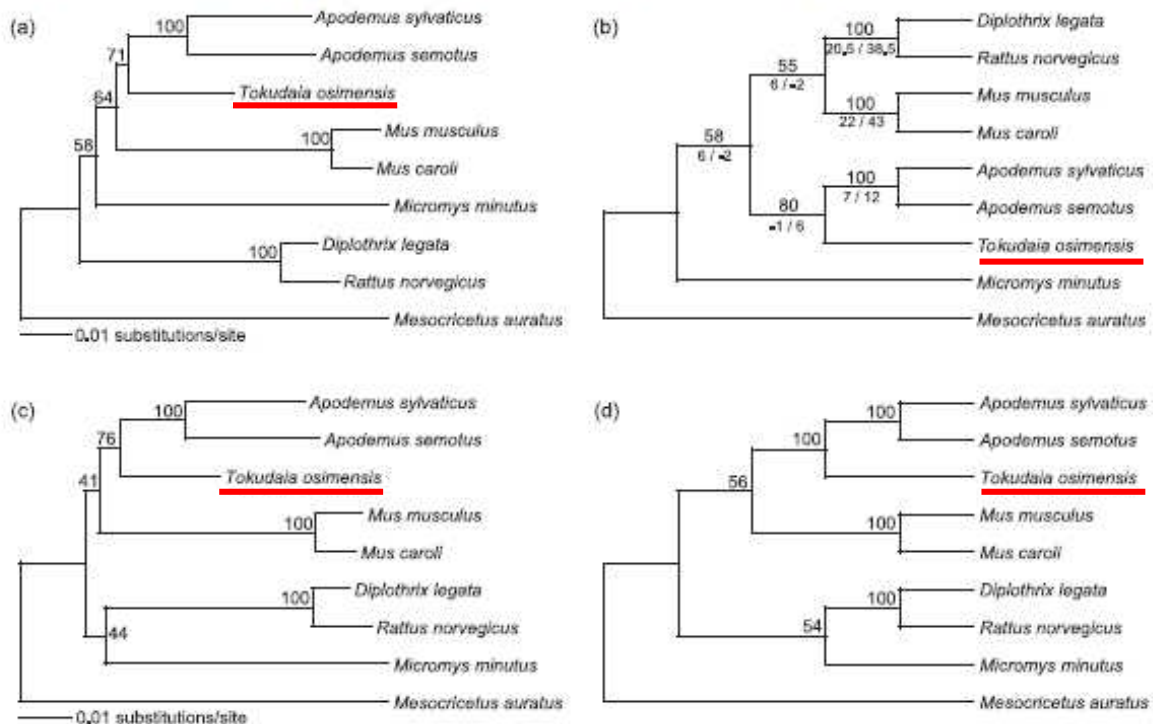 (a)
Apodemus sylvaticus
100
71
Apodemus semotus
64
Tokudaia osimensis
Mus musculus
100
58
Mus caroli
Micromys minutus
Diplothrix legata
100
Rattus norvegicus
Mesocricetus auratus
0.01 substitutions/site
(b)
Diplothrix legata
100
20.5 / 38.5
Rattus norvegicus
55
6 / -2
Mus musculus
100
22 / 43
Mus caroli
58
6 / -2
Apodemus sylvaticus
100
7 / 12
Apodemus semotus
80
-1 / 6
Tokudaia osimensis
Micromys minutus
Mesocricetus auratus
(c)
Apodemus sylvaticus
100
76
Apodemus semotus
41
Tokudaia osimensis
Mus musculus
100
Mus caroli
Diplothrix legata
100
Rattus norvegicus
44
Micromys minutus
Mesocricetus auratus
0.01 substitutions/site
(d)
Apodemus sylvaticus
100
100
Apodemus semotus
56
Tokudaia osimensis
Mus musculus
100
Mus caroli
Diplothrix legata
100
54
Rattus norvegicus
Micromys minutus
Mesocricetus auratus